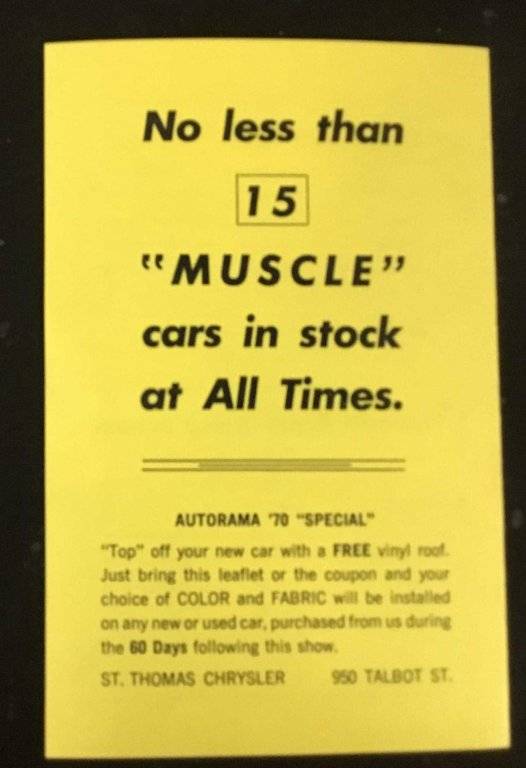 No less than
15
"MUSCLE"
cars in stock
at All Times.
AUTORAMA '70 "SPECIAL"
"Top" off your new car with a FREE vinyl roof.
Just bring this leaflet or the coupon and your
choice of COLOR and FABRIC will be installed
on any new or used car, purchased from us during
the 60 Days following this show.
ST. THOMAS CHRYSLER 950 TALBOT ST.